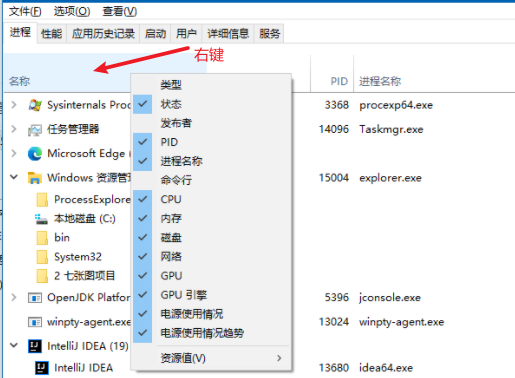 文件(F) 选项(O) 查看(V)
进程 性能 应用历史记录 启动 用户 详细信息 服务
右键
名称 PID 进程名称
类型
Sysinternals Proc 状态 3368 procexp64.exe
发布者
任务管理器 PID 14096 Taskmgr.exe
Microsoft Edge 进程名称
命令行
Windows 资源管 15004 explorer.exe
ProcessExplore CPU
本地磁盘 (C:) 内存
bin 磁盘
System32 网络
2 七张图项目 GPU
OpenJDK Platfor GPU 引擎 5396 jconsole.exe
winpty-agent.exe 电源使用情况 13024 winpty-agent.exe
IntelliJ IDEA (19) 电源使用情况趋势
资源值(V)
IntelliJ IDEA 13680 idea64.exe